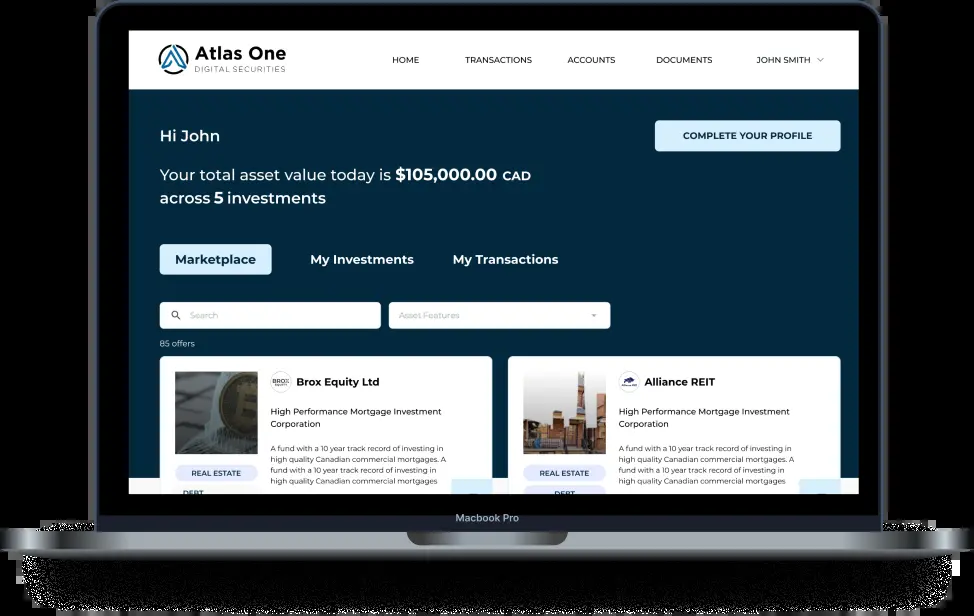 Atlas One
DIGITAL SECURITIES
HOME
TRANSACTIONS
ACCOUNTS
DOCUMENTS
JOHN SMITH
Hi John
COMPLETE YOUR PROFILE
Your total asset value today is $105,000.00 CAD
across 5 investments
Marketplace
My Investments
My Transactions
Search
Asset Features
85 offers
BROX
EQUITY
Brox Equity Ltd
High Performance Mortgage Investment
Corporation
A fund with a 10 year track record of investing in
high quality Canadian commercial mortgages. A
fund with a 10 year track record of investing in
high quality Canadian commercial mortgages
REAL ESTATE
DEBT
Alliance REIT
High Performance Mortgage Investment
Corporation
A fund with a 10 year track record of investing in
high quality Canadian commercial mortgages. A
fund with a 10 year track record of investing in
high quality Canadian commercial mortgages
REAL ESTATE
DEBT
Macbook Pro